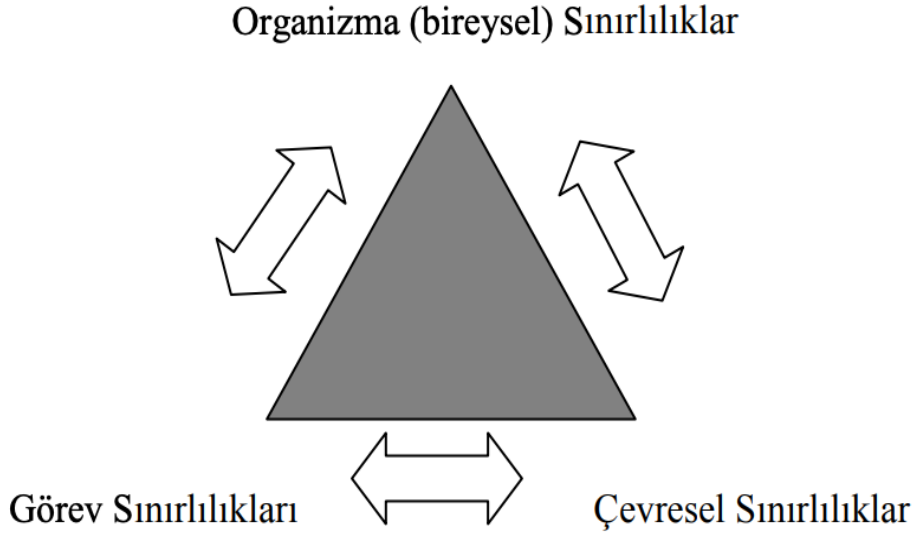 Organizma (bireysel) Sınırlılıklar
Görev Sınırlılıkları
Çevresel Sınırlılıklar